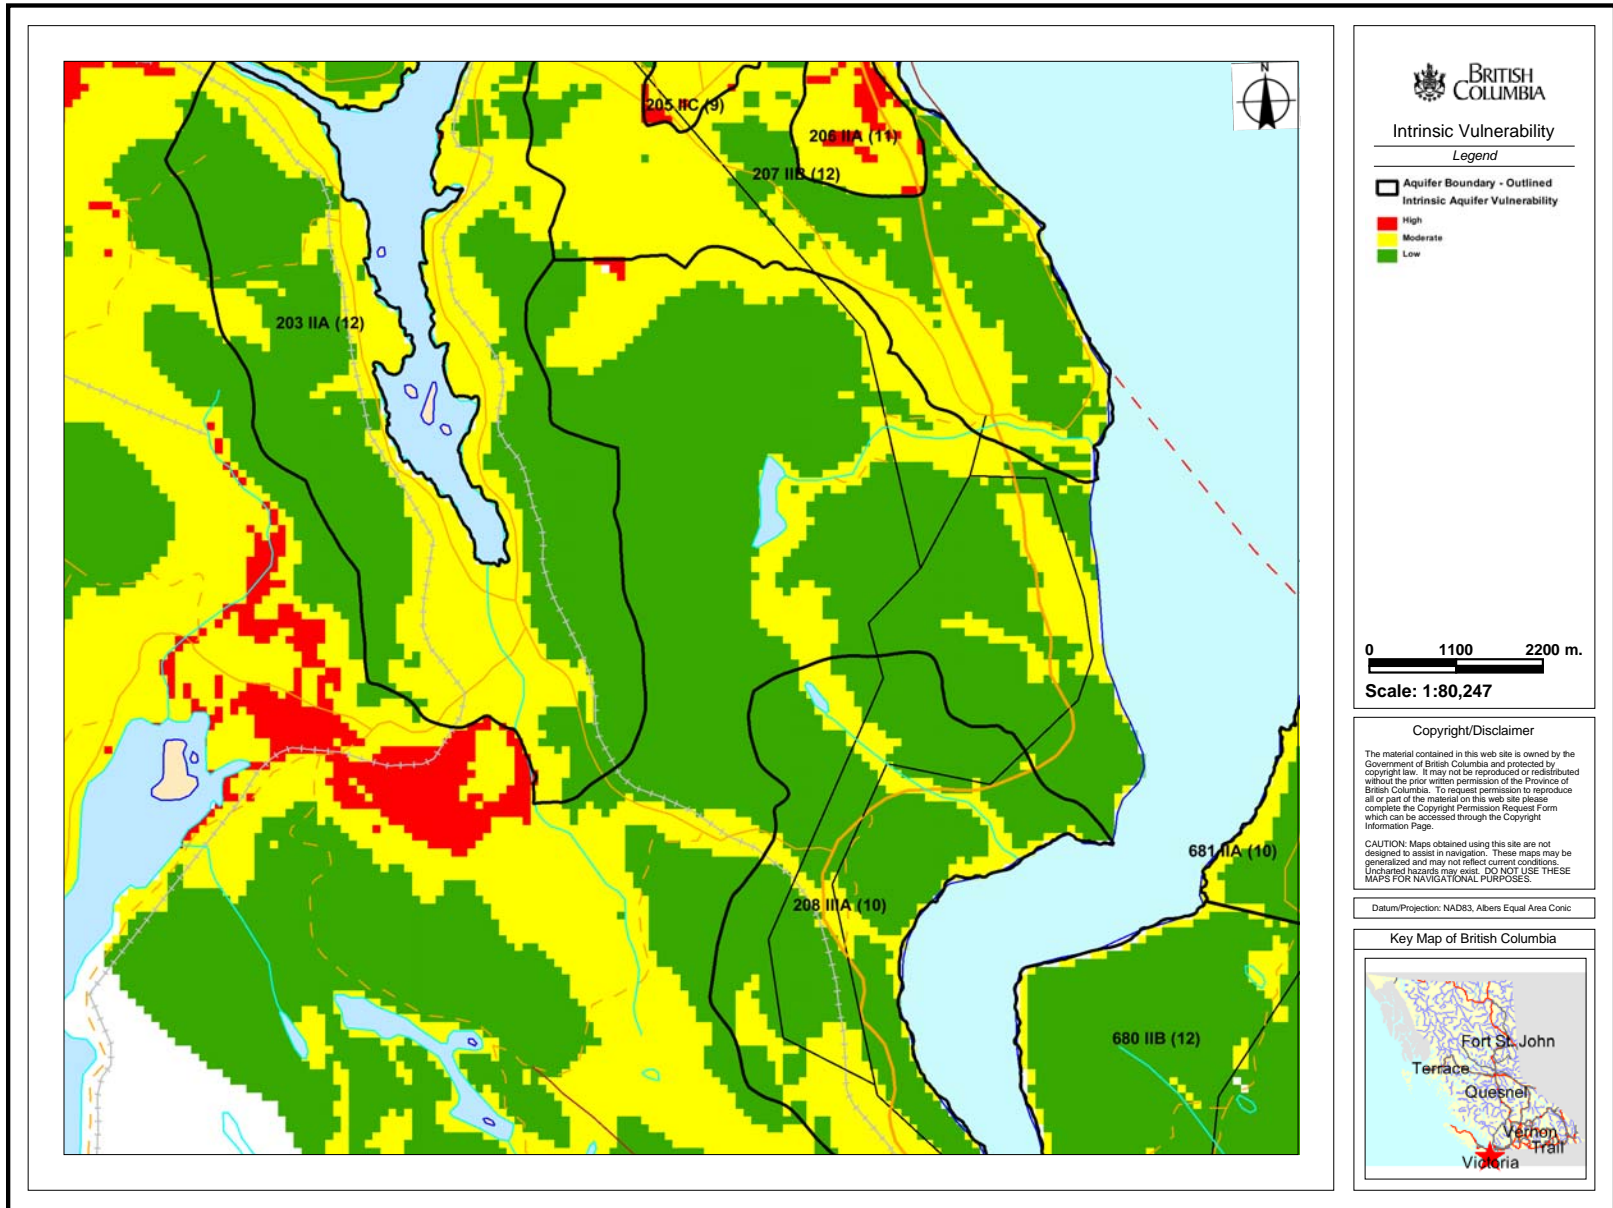 205 IIC (9)
206 IIA (11)
207 IIB (12)
203 IIA (12)
681 IIA (10)
208 IIIA (10)
680 IIB (12)
N
BRITISH
COLUMBIA
Intrinsic Vulnerability
Legend
Aquifer Boundary - Outlined
Intrinsic Aquifer Vulnerability
High
Moderate
Low
0 1100 2200 m.
Scale: 1:80,247
Copyright/Disclaimer
The material contained in this web site is owned by the
Government of British Columbia and protected by
copyright law. It may not be reproduced or redistributed
without the prior written permission of the Province of
British Columbia. To request permission to reproduce
all or part of the material on this web site please
complete the Copyright Permission Request Form
which can be accessed through the Copyright
Information Page.
CAUTION: Maps obtained using this site are not
designed to assist in navigation. These maps may be
generalized and may not reflect current conditions.
Uncharted hazards may exist. DO NOT USE THESE
MAPS FOR NAVIGATIONAL PURPOSES.
Datum/Projection: NAD83, Albers Equal Area Conic
Key Map of British Columbia
Fort St. John
Terrace
Quesnel
Vernon
Trail
Victoria